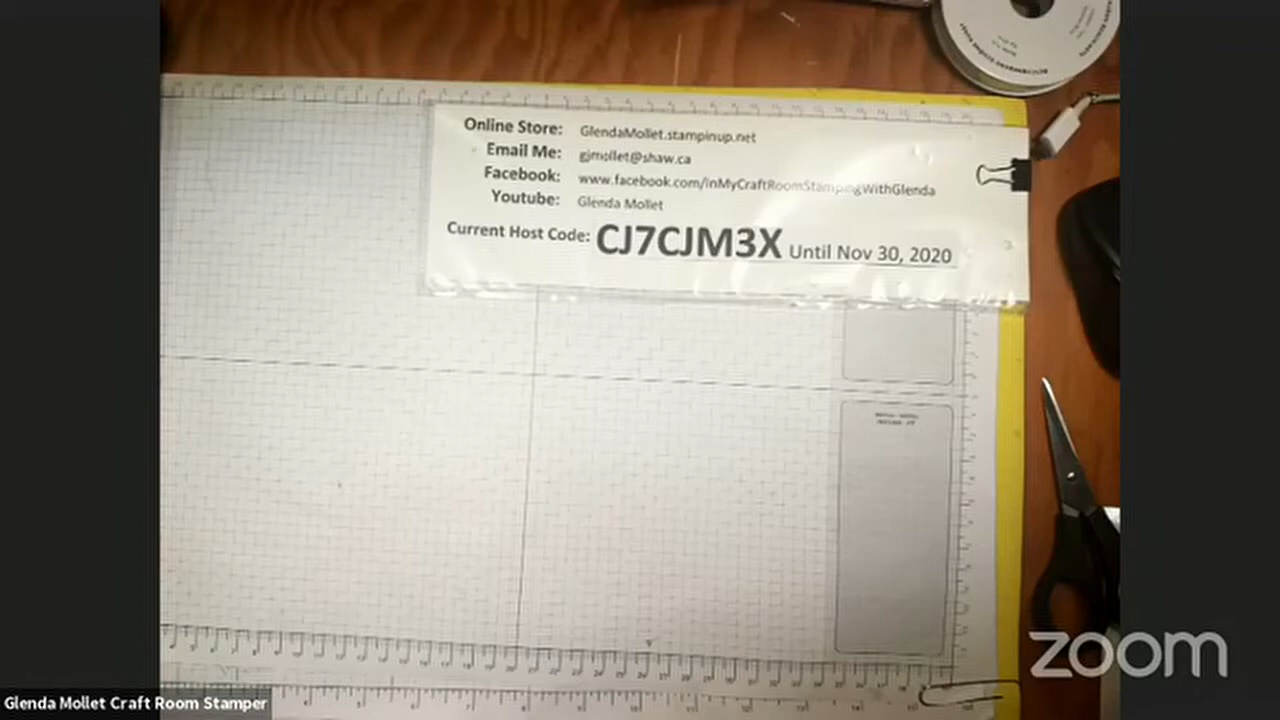 Online Store: GlendaMollet.stampinup.net
Email Me: gjmollet@shaw.ca
Facebook: www.facebook.com/InMyCraftRoomStampingWithGlenda
Youtube: Glenda Mollet
Current Host Code: CJ7CJM3X Until Nov 30, 2020
zoom
Glenda Mollet Craft Room Stamper